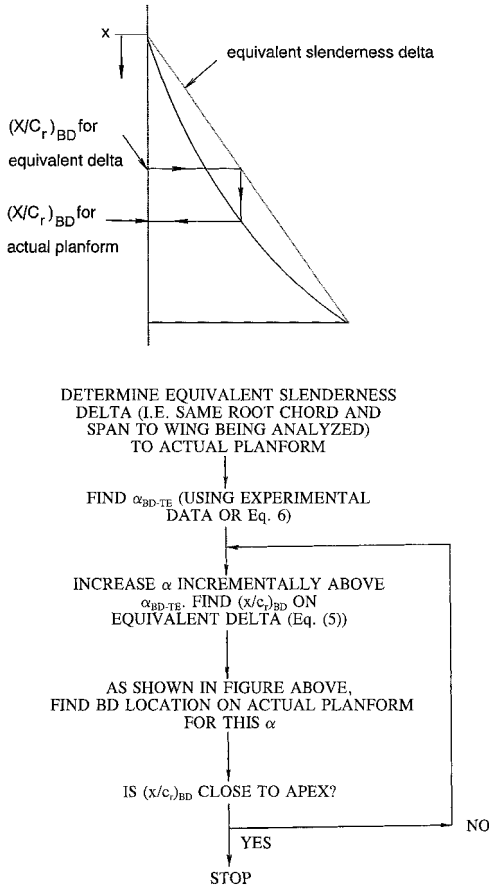 x
equivalent slenderness delta
(X/C_r)_BD for
equivalent delta
(X/C_r)_BD for
actual planform
DETERMINE EQUIVALENT SLENDERNESS
DELTA (I.E. SAME ROOT CHORD AND
SPAN TO WING BEING ANALYZED)
TO ACTUAL PLANFORM
FIND α_BD-TE (USING EXPERIMENTAL
DATA OR Eq. 6)
INCREASE α INCREMENTALLY ABOVE
α_BD-TE. FIND (x/c_r)_BD ON
EQUIVALENT DELTA (Eq. (5))
AS SHOWN IN FIGURE ABOVE,
FIND BD LOCATION ON ACTUAL PLANFORM
FOR THIS α
IS (x/c_r)_BD CLOSE TO APEX?
NO
YES
STOP